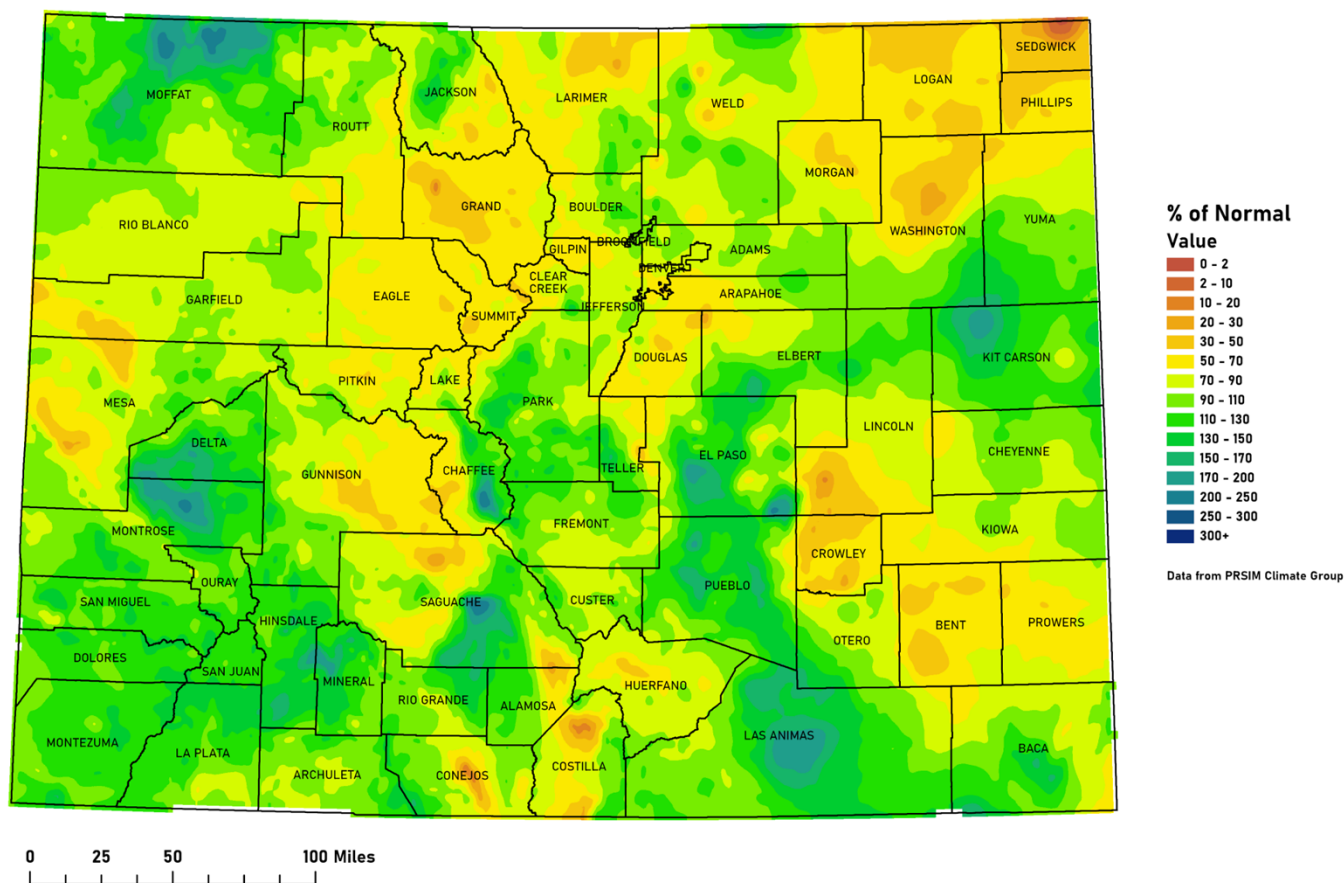 SEDGWICK
LOGAN
JACKSON
MOFFAT
LARIMER
WELD
PHILLIPS
ROUTT
MORGAN
GRAND
BOULDER
YUMA
RIO BLANCO
WASHINGTON
BROOMFIELD
GILPIN
ADAMS
DENVER
CLEAR
CREEK
EAGLE
ARAPAHOE
GARFIELD
JEFFERSON
SUMMIT
DOUGLAS
ELBERT
KIT CARSON
PITKIN
LAKE
MESA
PARK
LINCOLN
DELTA
CHEYENNE
EL PASO
TELLER
CHAFFEE
GUNNISON
FREMONT
KIOWA
MONTROSE
CROWLEY
OURAY
PUEBLO
CUSTER
SAN MIGUEL
SAGUACHE
HINSDALE
PROWERS
BENT
OTERO
DOLORES
SAN JUAN
MINERAL
HUERFANO
RIO GRANDE
ALAMOSA
LAS ANIMAS
MONTEZUMA
BACA
LA PLATA
COSTILLA
ARCHULETA
CONEJOS
% of Normal
Value
0 - 2
2 - 10
10 - 20
20 - 30
30 - 50
50 - 70
70 - 90
90 - 110
110 - 130
130 - 150
150 - 170
170 - 200
200 - 250
250 - 300
300+
Data from PRSIM Climate Group
0 25 50 100 Miles